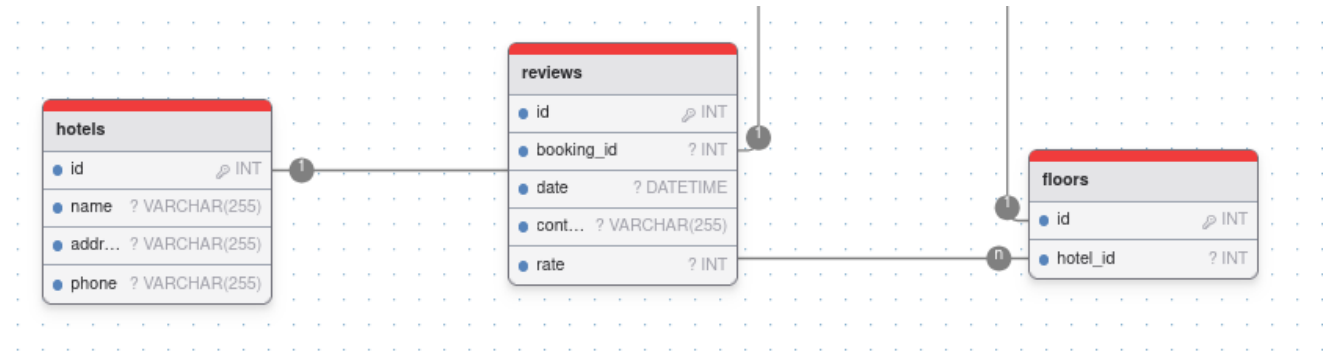 hotels
id INT
name ? VARCHAR(255)
addr... ? VARCHAR(255)
phone ? VARCHAR(255)
1
reviews
id INT
booking_id ? INT
date ? DATETIME
cont... ? VARCHAR(255)
rate ? INT
1
1
n
floors
id INT
hotel_id ? INT